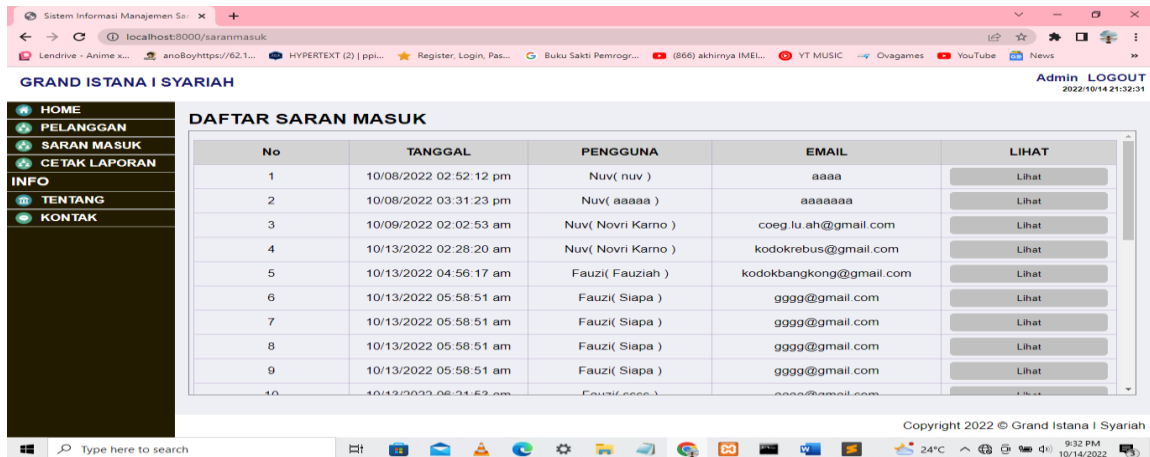 Sistem Informasi Manajemen Sar
localhost:8000/saranmasuk
Lendrive - Anime x... anoBoyhttps://62.1... HYPERTEXT (2) | ppi... Register, Login, Pas... Buku Sakti Pemrogr... (866) akhirnya IMEI... YT MUSIC Ovagames YouTube News »
GRAND ISTANA I SYARIAH
Admin LOGOUT
2022/10/14 21:32:31
HOME
PELANGGAN
SARAN MASUK
CETAK LAPORAN
INFO
TENTANG
KONTAK
DAFTAR SARAN MASUK
No TANGGAL PENGGUNA EMAIL LIHAT
1 10/08/2022 02:52:12 pm Nuv( nuv ) aaaa Lihat
2 10/08/2022 03:31:23 pm Nuv( aaaaa ) aaaaaaa Lihat
3 10/09/2022 02:02:53 am Nuv( Novri Karno ) coeg.lu.ah@gmail.com Lihat
4 10/13/2022 02:28:20 am Nuv( Novri Karno ) kodokrebus@gmail.com Lihat
5 10/13/2022 04:56:17 am Fauzi( Fauziah ) kodokbangkong@gmail.com Lihat
6 10/13/2022 05:58:51 am Fauzi( Siapa ) gggg@gmail.com Lihat
7 10/13/2022 05:58:51 am Fauzi( Siapa ) gggg@gmail.com Lihat
8 10/13/2022 05:58:51 am Fauzi( Siapa ) gggg@gmail.com Lihat
9 10/13/2022 05:58:51 am Fauzi( Siapa ) gggg@gmail.com Lihat
10 10/13/2022 06:21:53 am
Copyright 2022 © Grand Istana I Syariah
Type here to search
24°C
9:32 PM
10/14/2022